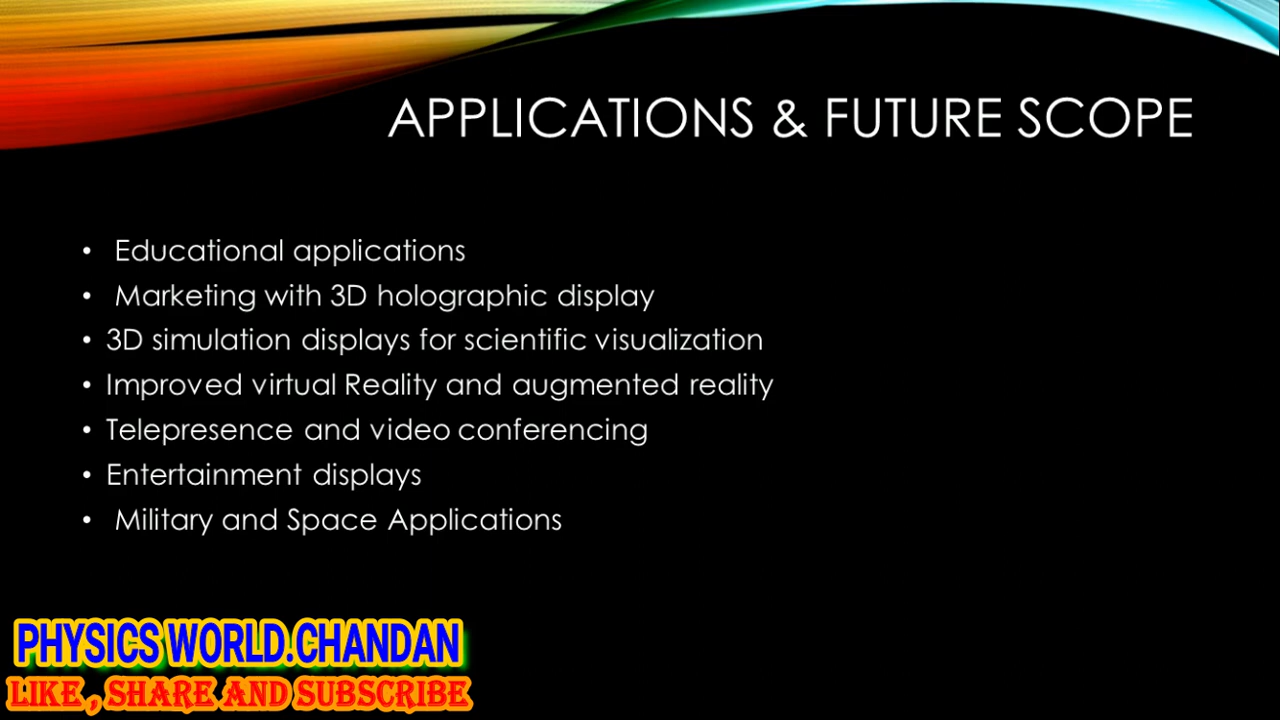 APPLICATIONS & FUTURE SCOPE
• Educational applications
• Marketing with 3D holographic display
• 3D simulation displays for scientific visualization
• Improved virtual Reality and augmented reality
• Telepresence and video conferencing
• Entertainment displays
• Military and Space Applications
PHYSICS WORLD.CHANDAN
LIKE , SHARE AND SUBSCRIBE